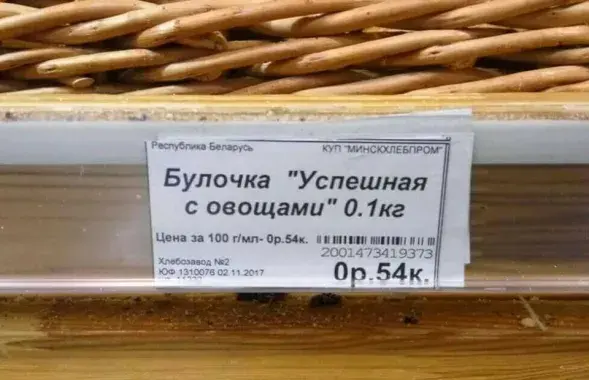 Республика Беларусь КУП "МИНСКХЛЕБПРОМ"
Булочка "Успешная
с овощами" 0.1кг
Цена за 100 г/мл- 0р.54к.
2001473419373
Хлебозавод №2
ЮФ 1310076 02.11.2017
0р.54к.